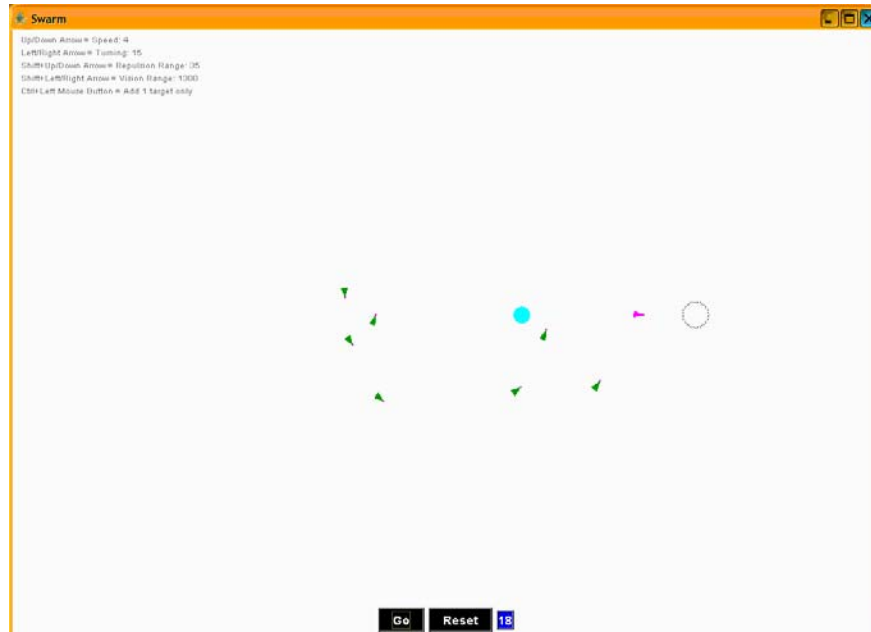 Swarm
Up/Down Arrow = Speed: 4
Left/Right Arrow = Turning: 15
Shift+Up/Down Arrow = Repulsion Range: 35
Shift+Left/Right Arrow = Vision Range: 1300
Ctrl+Left Mouse Button = Add 1 target only
Go Reset 18